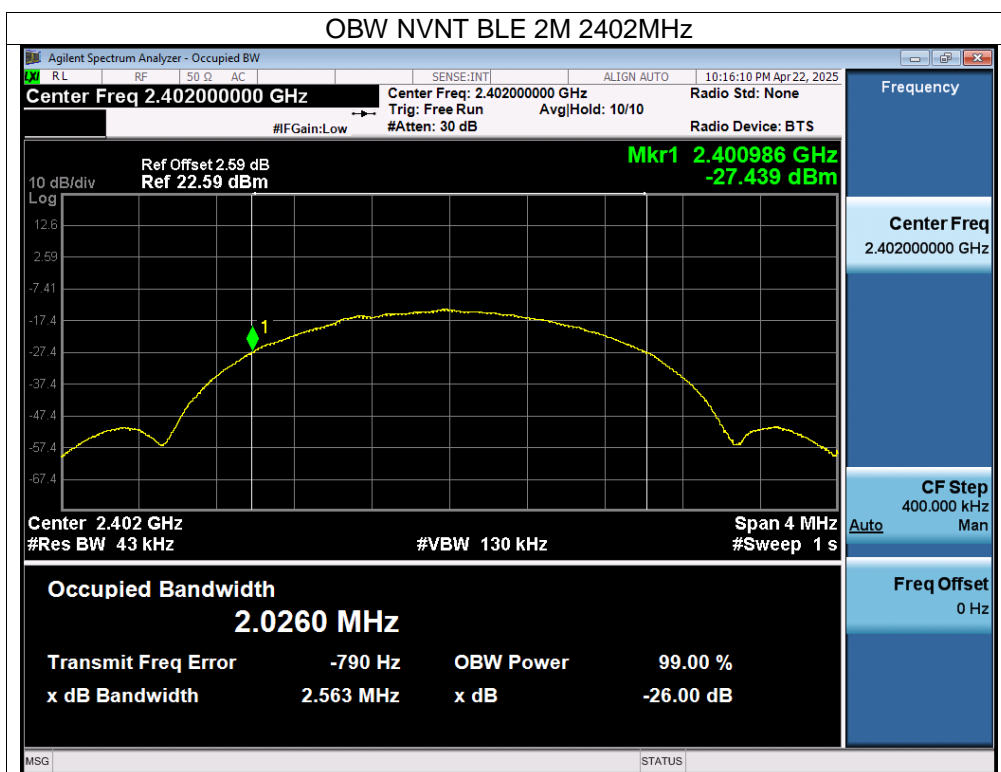 OBW NVNT BLE 2M 2402MHz
Agilent Spectrum Analyzer - Occupied BW
LXI RL RF 50 Ω AC SENSE:INT ALIGN AUTO 10:16:10 PM Apr 22, 2025
Center Freq 2.402000000 GHz Center Freq: 2.402000000 GHz Radio Std: None
Trig: Free Run Avg|Hold: 10/10
#IFGain:Low #Atten: 30 dB Radio Device: BTS
Frequency
Ref Offset 2.59 dB Mkr1 2.400986 GHz
10 dB/div Ref 22.59 dBm -27.439 dBm
Log
12.6
2.59
-7.41
-17.4
1
-27.4
-37.4
-47.4
-57.4
-67.4
Center 2.402 GHz Span 4 MHz
#Res BW 43 kHz #VBW 130 kHz #Sweep 1 s
Occupied Bandwidth
2.0260 MHz
Transmit Freq Error -790 Hz OBW Power 99.00 %
x dB Bandwidth 2.563 MHz x dB -26.00 dB
Center Freq
2.402000000 GHz
CF Step
400.000 kHz
Auto Man
Freq Offset
0 Hz
MSG STATUS